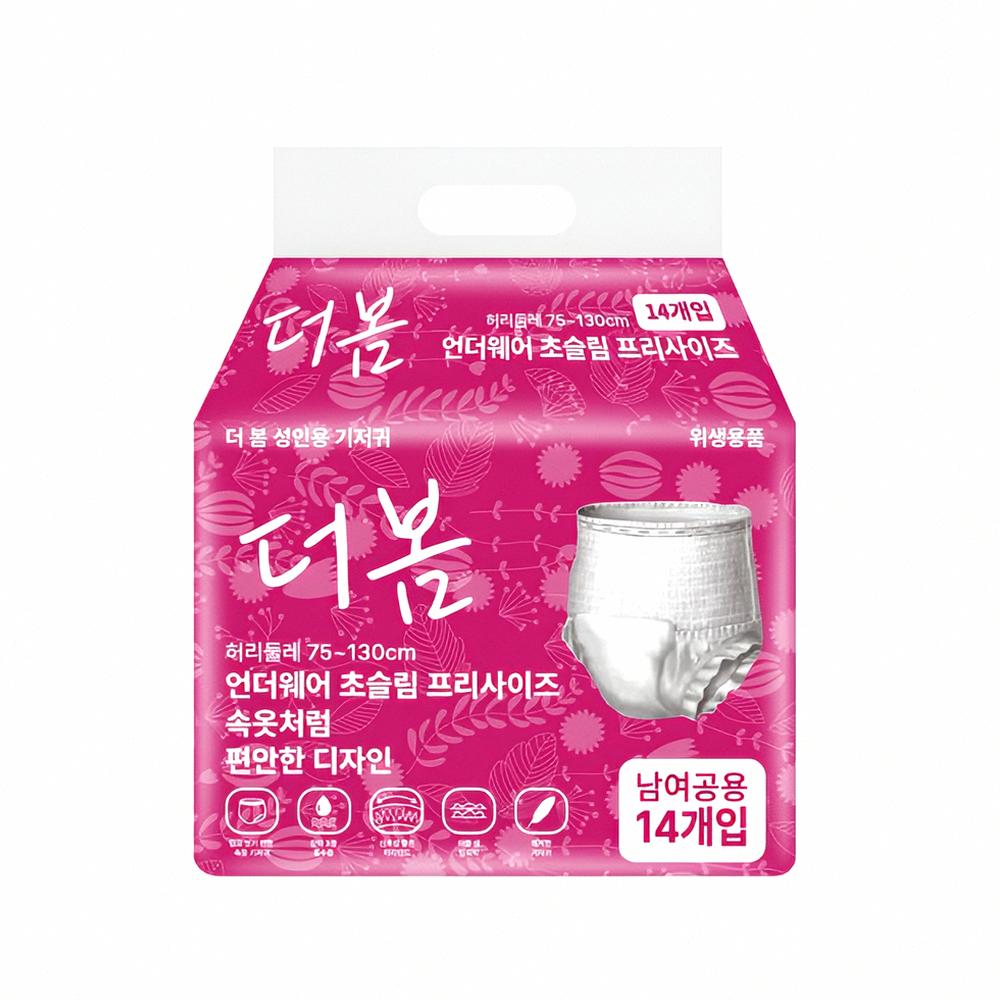 더봄
허리둘레 75~130cm
14개입
언더웨어 초슬림 프리사이즈
더 봄 성인용 기저귀
위생용품
더봄
허리둘레 75~130cm
언더웨어 초슬림 프리사이즈
속옷처럼
편안한 디자인
남여공용
14개입